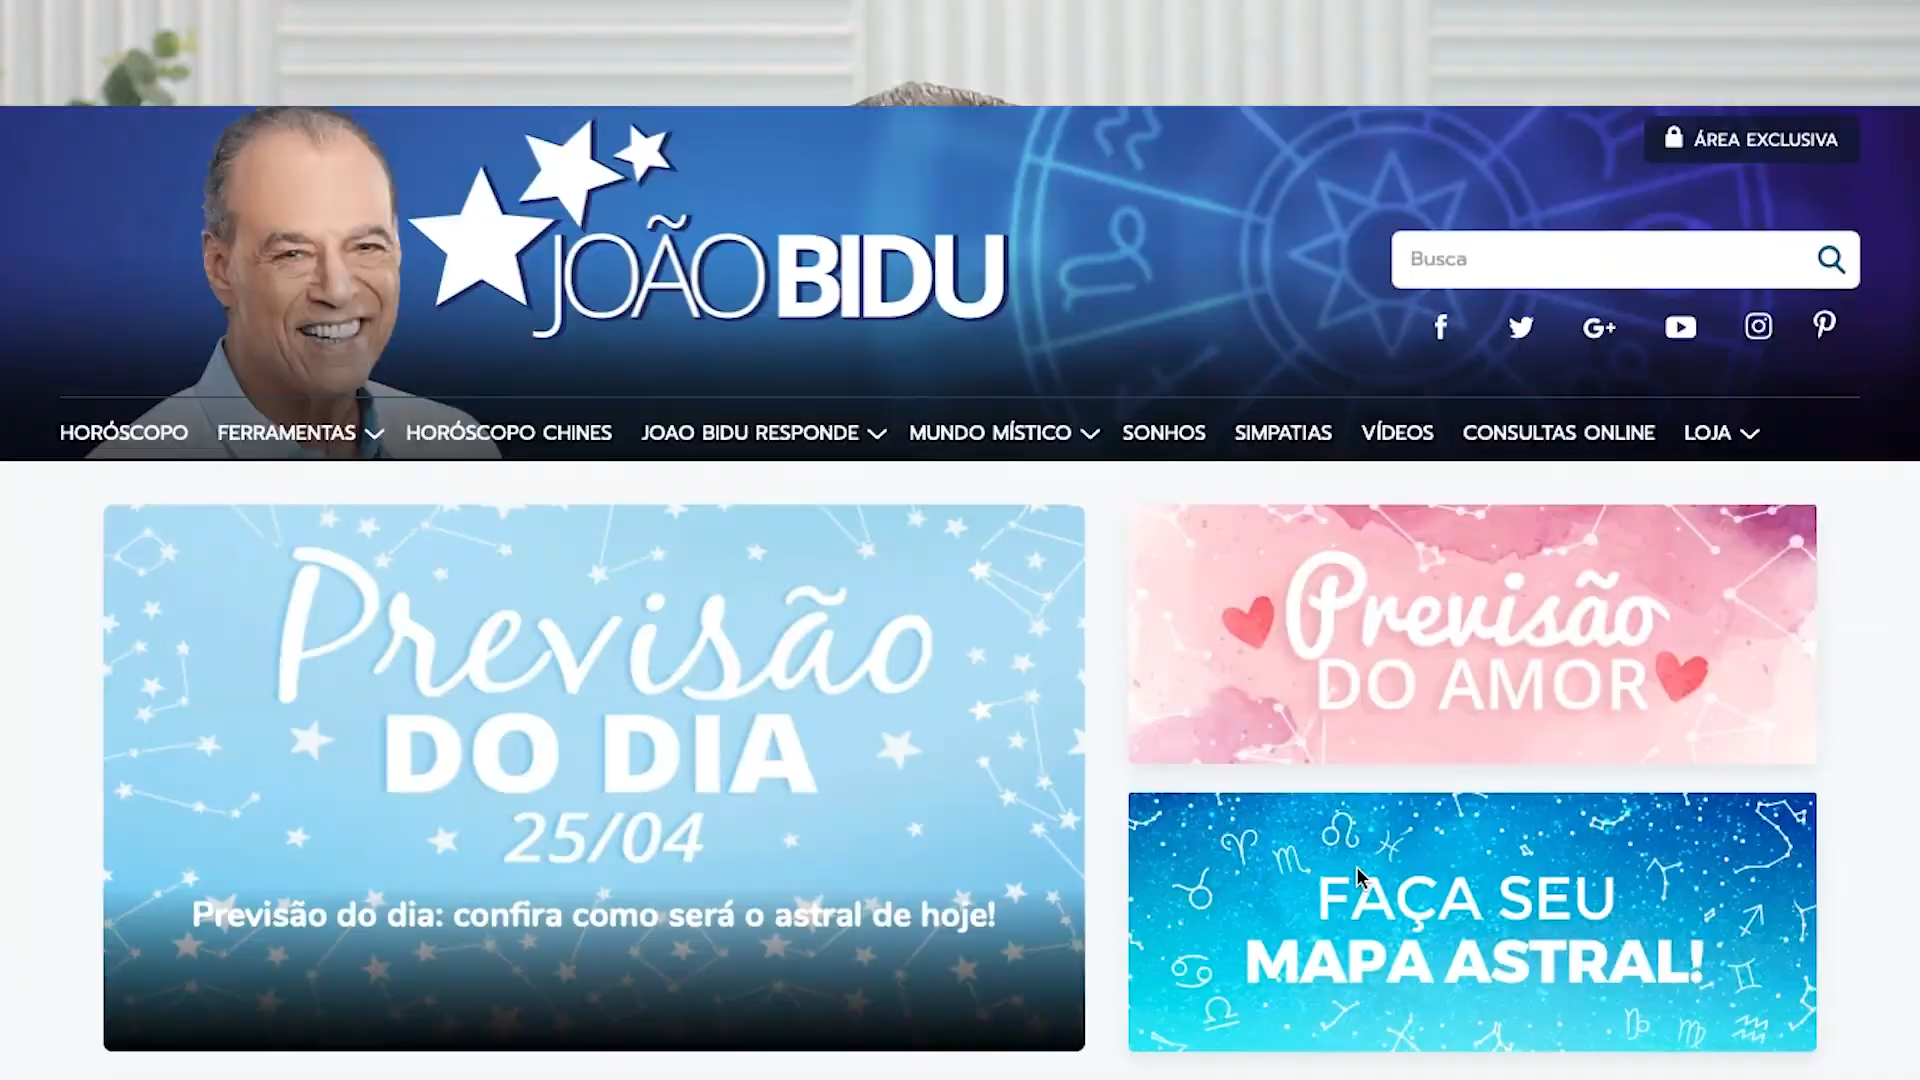 ÁREA EXCLUSIVA
JOÃO BIDU
Busca
HORÓSCOPO FERRAMENTAS HORÓSCOPO CHINES JOAO BIDU RESPONDE MUNDO MÍSTICO SONHOS SIMPATIAS VÍDEOS CONSULTAS ONLINE LOJA
Previsão
DO DIA
25/04
Previsão do dia: confira como será o astral de hoje!
Previsão
DO AMOR
FAÇA SEU
MAPA ASTRAL!